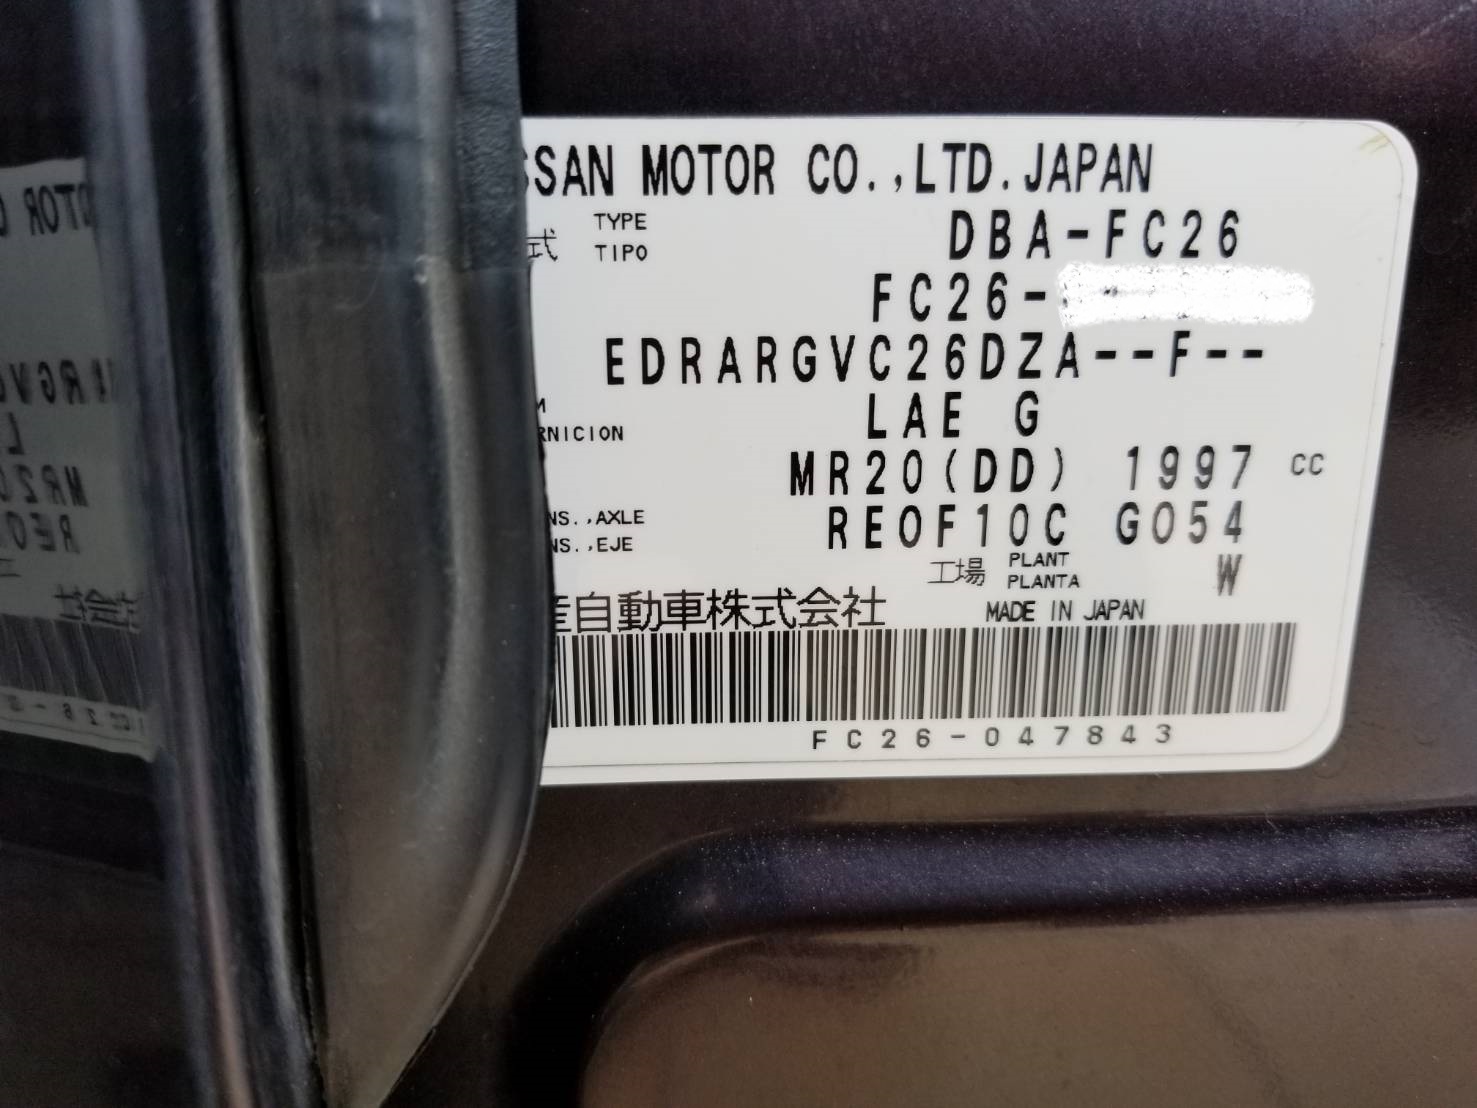 SSAN MOTOR CO.,LTD.JAPAN
式 TYPE TIPO DBA-FC26
FC26-
EDRARGVC26DZA--F--
M
RNICION LAE G
MR20(DD) 1997 CC
NS.,AXLE
NS.,EJE RE0F10C G054
工場 PLANT PLANTA W
産自動車株式会社 MADE IN JAPAN
FC26-047843